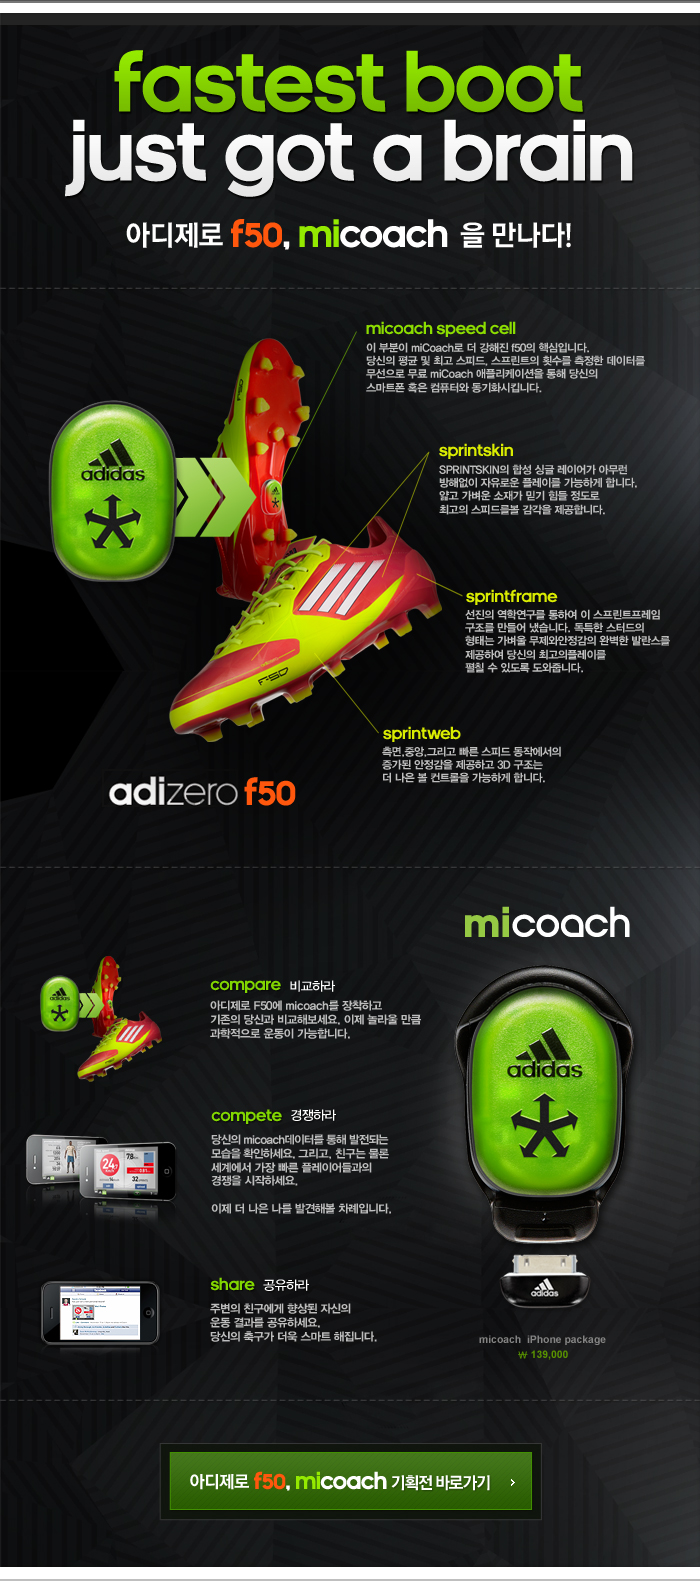 fastest boot
just got a brain
아디제로 f50, micoach 을 만나다!
micoach speed cell
이 부분이 miCoach로 더 강해진 f50의 핵심입니다.
당신의 평균 및 최고 스피드, 스프린트의 횟수를 측정한 데이터를
무선으로 무료 miCoach 애플리케이션을 통해 당신의
스마트폰 혹은 컴퓨터와 동기화시킵니다.
adidas
sprintskin
SPRINTSKIN의 합성 싱글 레이어가 아무런
방해없이 자유로운 플레이를 가능하게 합니다.
얇고 가벼운 소재가 믿기 힘들 정도로
최고의 스피드를볼 감각을 제공합니다.
sprintframe
선진의 역학연구를 통하여 이 스프린트프레임
구조를 만들어 냈습니다. 독특한 스터드의
형태는 가벼울 무제와안정감의 완벽한 발란스를
제공하여 당신의 최고의플레이를
펼칠 수 있도록 도와줍니다.
F50
sprintweb
측면,중앙,그리고 빠른 스피드 동작에서의
증가된 안정감을 제공하고 3D 구조는
더 나은 볼 컨트롤을 가능하게 합니다.
adizero f50
micoach
compare 비교하라
아디제로 F50에 micoach를 장착하고
기존의 당신과 비교해보세요. 이제 놀라울 만큼
과학적으로 운동이 가능합니다.
adidas
adidas
compete 경쟁하라
당신의 micoach데이터를 통해 발전되는
모습을 확인하세요. 그리고, 친구는 물론
세계에서 가장 빠른 플레이어들과의
경쟁을 시작하세요.
이제 더 나은 나를 발견해볼 차례입니다.
share 공유하라
주변의 친구에게 향상된 자신의
운동 결과를 공유하세요.
당신의 축구가 더욱 스마트 해집니다.
adidas
micoach iPhone package
₩ 139,000
아디제로 f50, micoach 기획전 바로가기